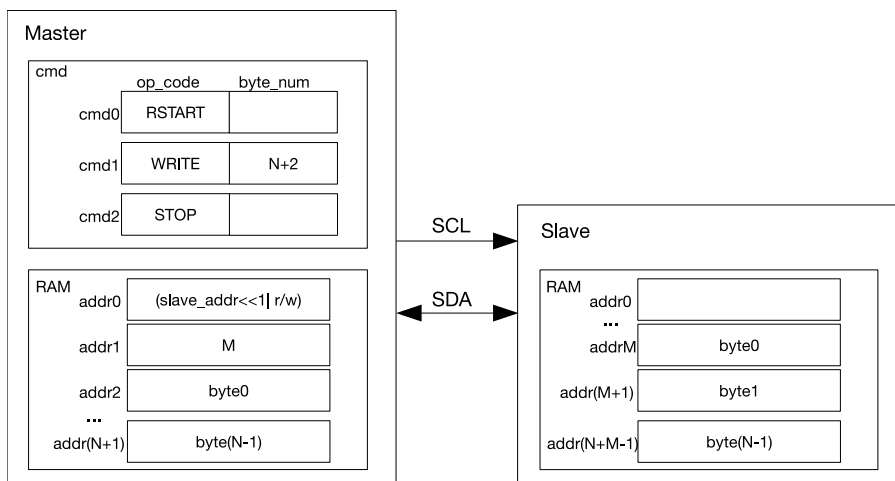 Master
cmd
op_code byte_num
cmd0 RSTART
cmd1 WRITE N+2
cmd2 STOP
SCL
SDA
RAM
addr0 (slave_addr<<1| r/w)
addr1 M
addr2 byte0
...
addr(N+1) byte(N-1)
Slave
RAM
addr0
...
addrM byte0
addr(M+1) byte1
addr(N+M-1) byte(N-1)